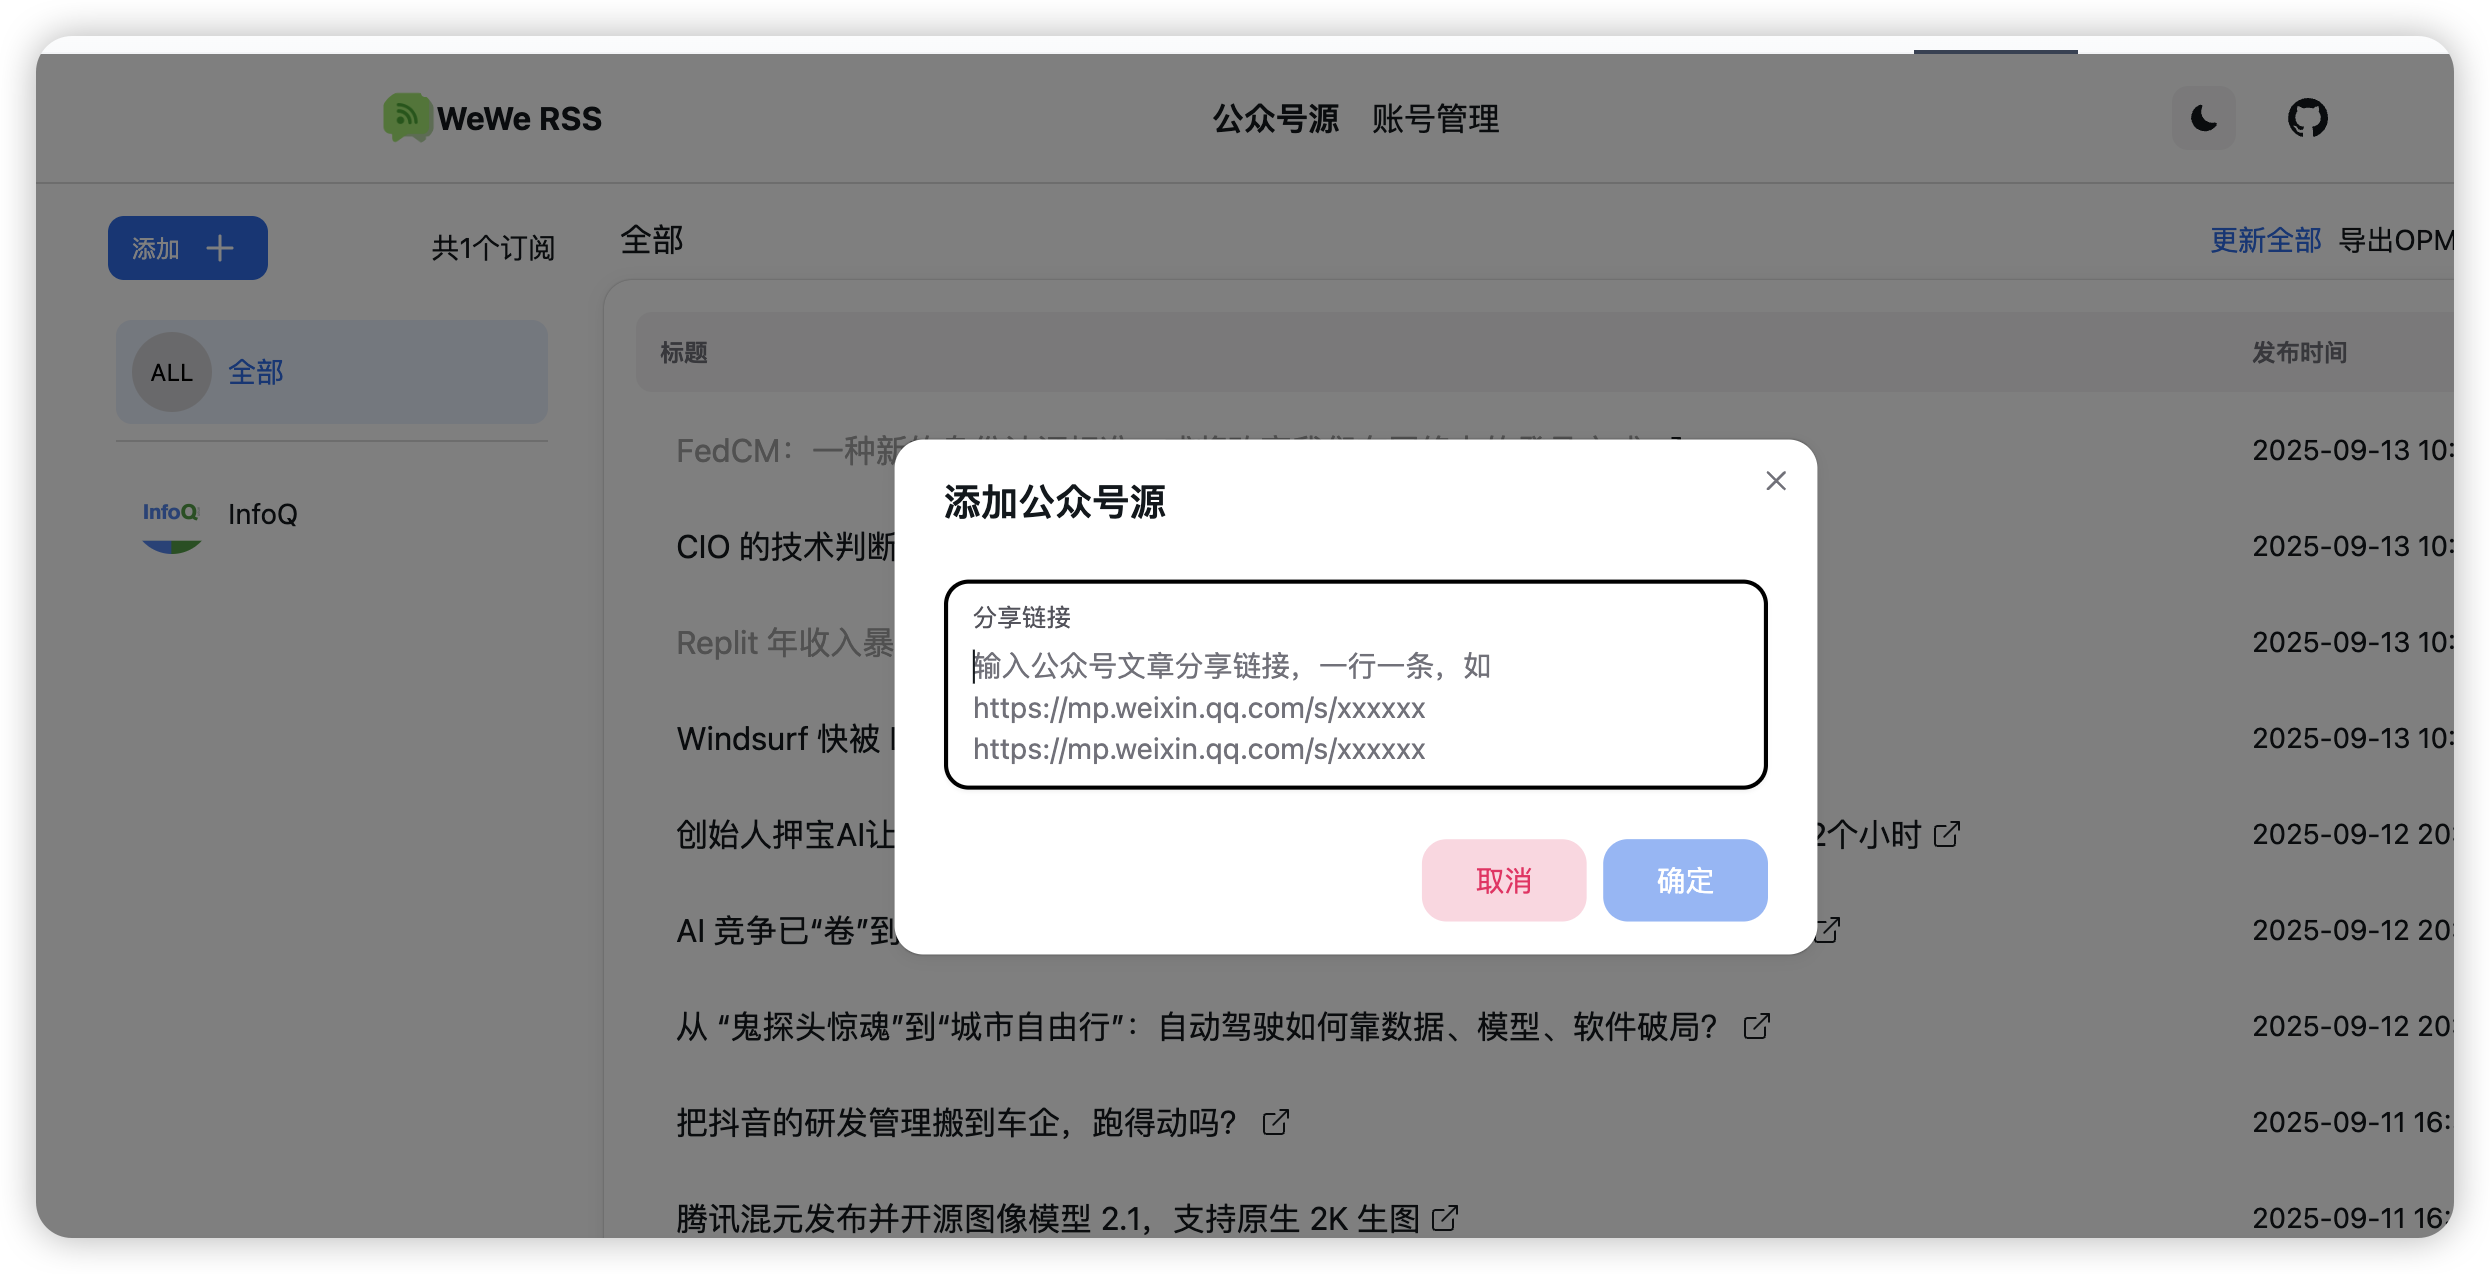 WeWe RSS
公众号源 账号管理
添加
共1个订阅
全部
更新全部 导出OPM
ALL 全部
InfoQ InfoQ
标题 发布时间
FedCM：一种新 2025-09-13 10:
CIO 的技术判断 2025-09-13 10:
Replit 年收入暴 2025-09-13 10:
Windsurf 快被 2025-09-13 10:
创始人押宝AI让 2个小时 2025-09-12 20:
AI 竞争已“卷”到 2025-09-12 20:
从 “鬼探头惊魂”到“城市自由行”：自动驾驶如何靠数据、模型、软件破局？ 2025-09-12 20:
把抖音的研发管理搬到车企，跑得动吗？ 2025-09-11 16:
腾讯混元发布并开源图像模型 2.1，支持原生 2K 生图 2025-09-11 16:
添加公众号源
分享链接
输入公众号文章分享链接，一行一条，如
https://mp.weixin.qq.com/s/xxxxxx
https://mp.weixin.qq.com/s/xxxxxx
取消 确定